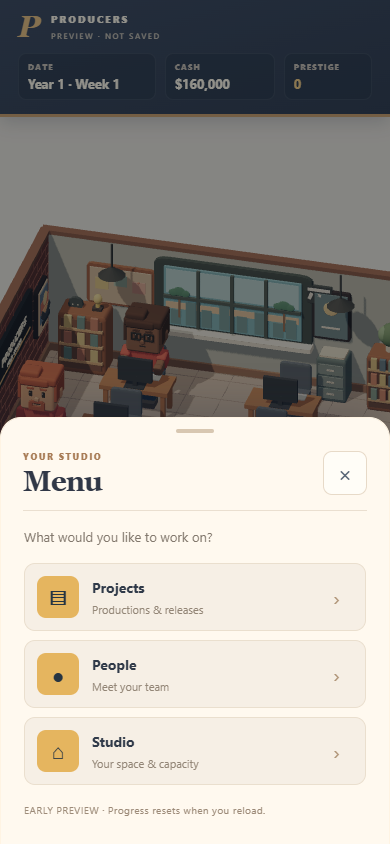 P
PRODUCERS
PREVIEW · NOT SAVED
DATE
Year 1 · Week 1
CASH
$160,000
PRESTIGE
0
YOUR STUDIO
Menu
×
What would you like to work on?
Projects
Productions & releases
People
Meet your team
Studio
Your space & capacity
EARLY PREVIEW · Progress resets when you reload.